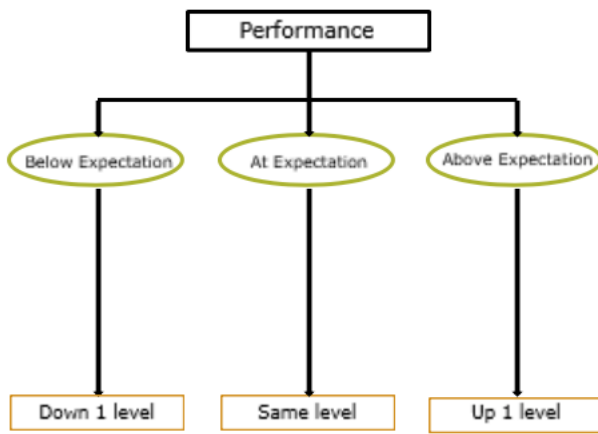 Performance
Below Expectation
At Expectation
Above Expectation
Down 1 level
Same level
Up 1 level